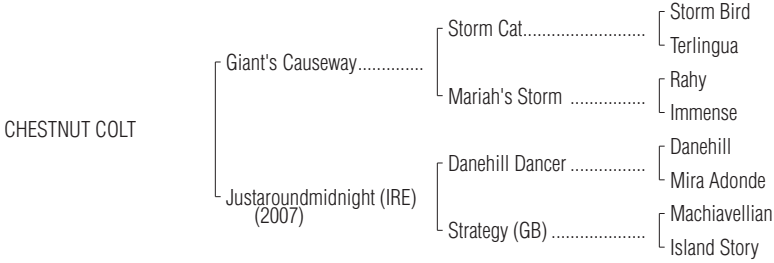 Storm Bird
Storm Cat.........................
Terlingua
Giant's Causeway..............
Rahy
Mariah's Storm ................
Immense
CHESTNUT COLT
Danehill
Danehill Dancer ................
Mira Adonde
Justaroundmidnight (IRE)
(2007)
Machiavellian
Strategy (GB) ....................
Island Story